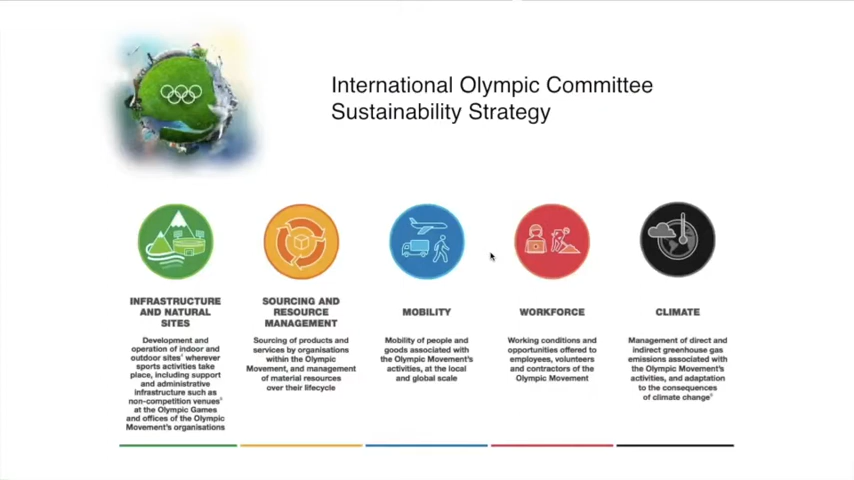 International Olympic Committee
Sustainability Strategy
INFRASTRUCTURE
AND NATURAL
SITES
Development and
operation of indoor and
outdoor sites⁴ wherever
sports activities take
place, including support
and administrative
infrastructure such as
non-competition venues⁵
at the Olympic Games
and offices of the Olympic
Movement's organisations
SOURCING AND
RESOURCE
MANAGEMENT
Sourcing of products and
services by organisations
within the Olympic
Movement, and management
of material resources
over their lifecycle
MOBILITY
Mobility of people and
goods associated with
the Olympic Movement's
activities, at the local
and global scale
WORKFORCE
Working conditions and
opportunities offered to
employees, volunteers
and contractors of the
Olympic Movement
CLIMATE
Management of direct and
indirect greenhouse gas
emissions associated with
the Olympic Movement's
activities, and adaptation
to the consequences
of climate change⁶